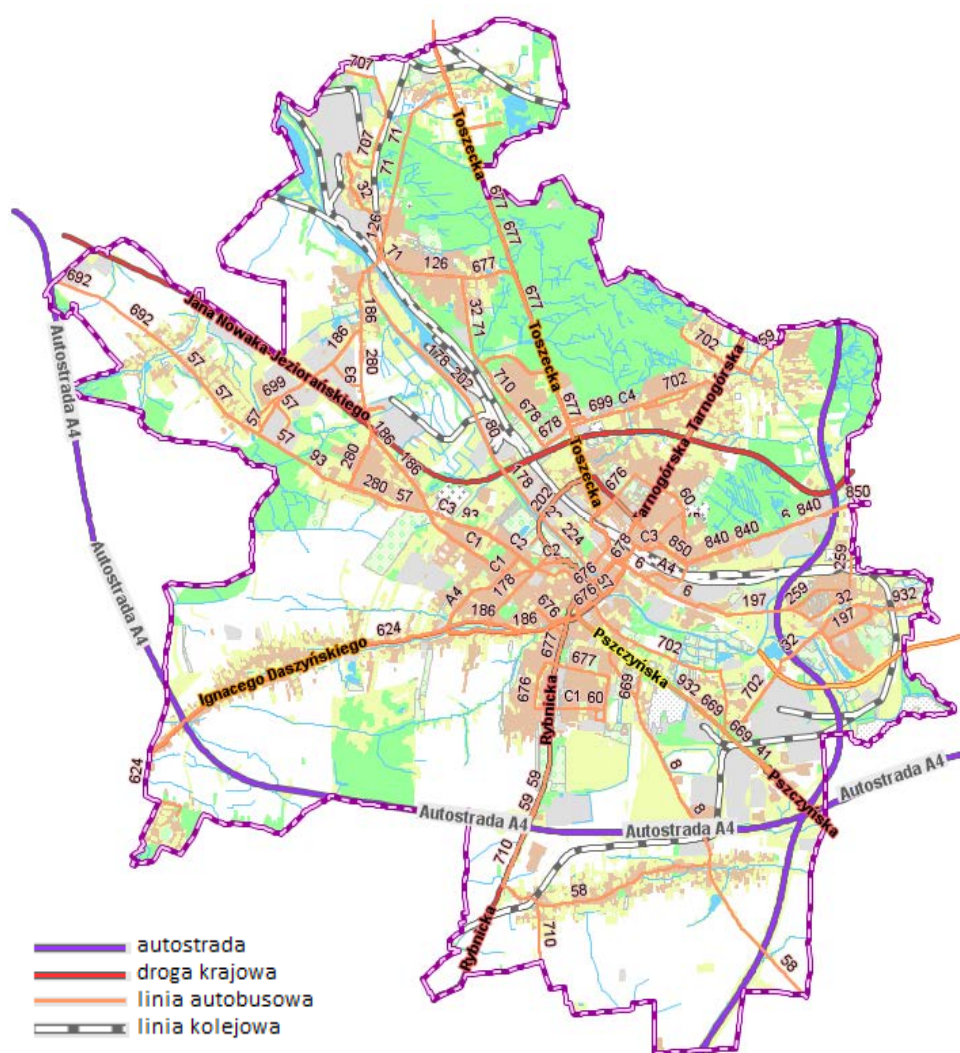 707
707
71
Toszecka
32
71
677
677
126
71
126
677
692
692
Jana Nowaka-Jeziorańskiego
186
186
280
677
32 71
Toszecka
702
59
Autostrada A4
57
699
57
57
57
93
178
202
710
678
677
699 C4
702
678
93
280
186
186
280
57
80
178
Toszecka
676
Tarnogórska
Tarnogórska
60
850
840
840
840
850
C3
C2
C1
C1
202
224
C2
678
C3
A4
6
6
197
259
259
32
197
932
Autostrada A4
A4
178
186
186
624
676
676
676
57
Ignacego Daszyńskiego
677
677
676
C1
60
Rybnicka
669
Pszczyńska
702
932
669
702
32
669
41
Pszczyńska
624
59
59
8
8
Autostrada A4
Autostrada A4
Autostrada A4
710
58
710
Rybnicka
58
autostrada
droga krajowa
linia autobusowa
linia kolejowa